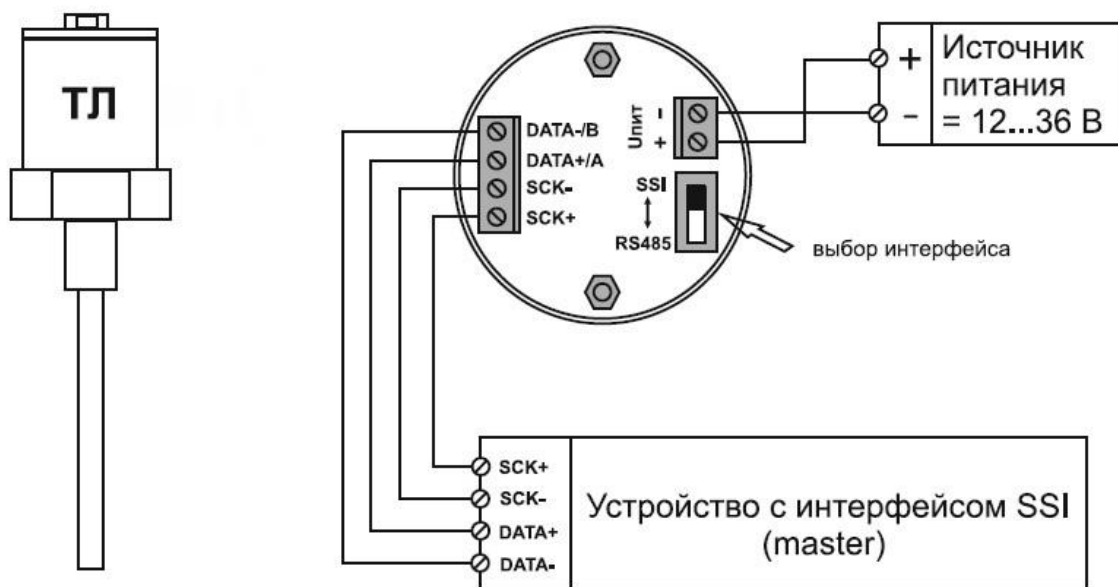 ТЛ
DATA-/B
DATA+/A
SCK-
SCK+
Uпит
-
+
SSI
RS485
выбор интерфейса
+
-
Источник
питания
= 12...36 В
SCK+
SCK-
DATA+
DATA-
Устройство с интерфейсом SSI
(master)